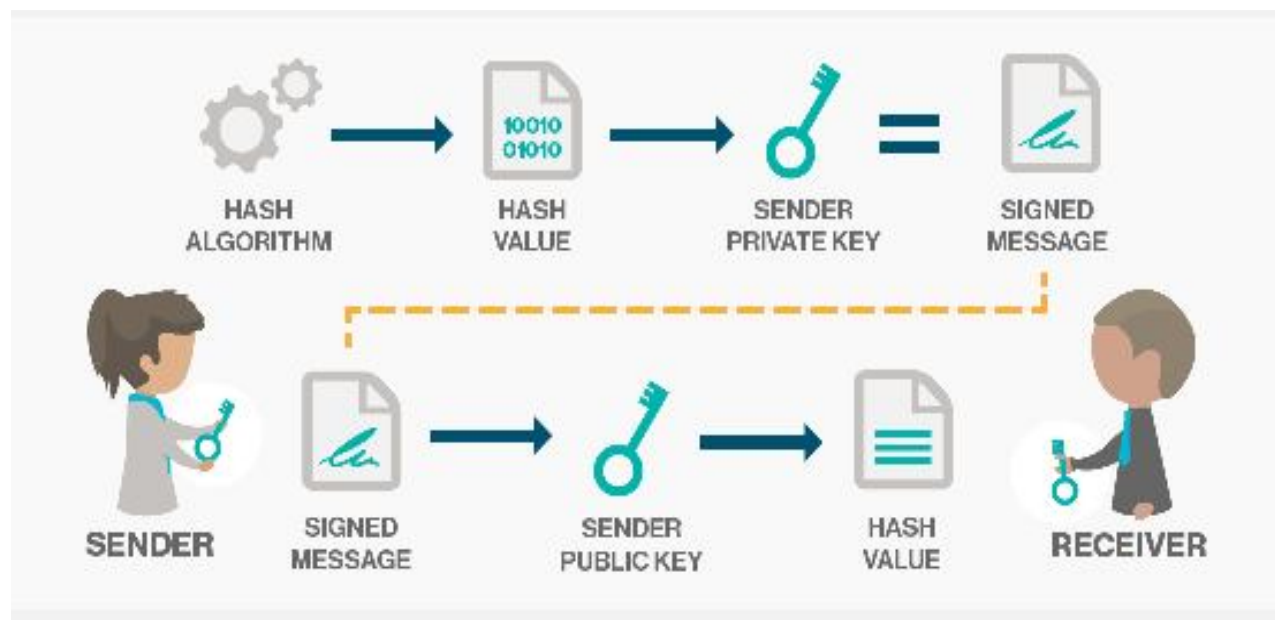 10010
01010
HASH
ALGORITHM
HASH
VALUE
SENDER
PRIVATE KEY
SIGNED
MESSAGE
SENDER
SIGNED
MESSAGE
SENDER
PUBLIC KEY
HASH
VALUE
RECEIVER